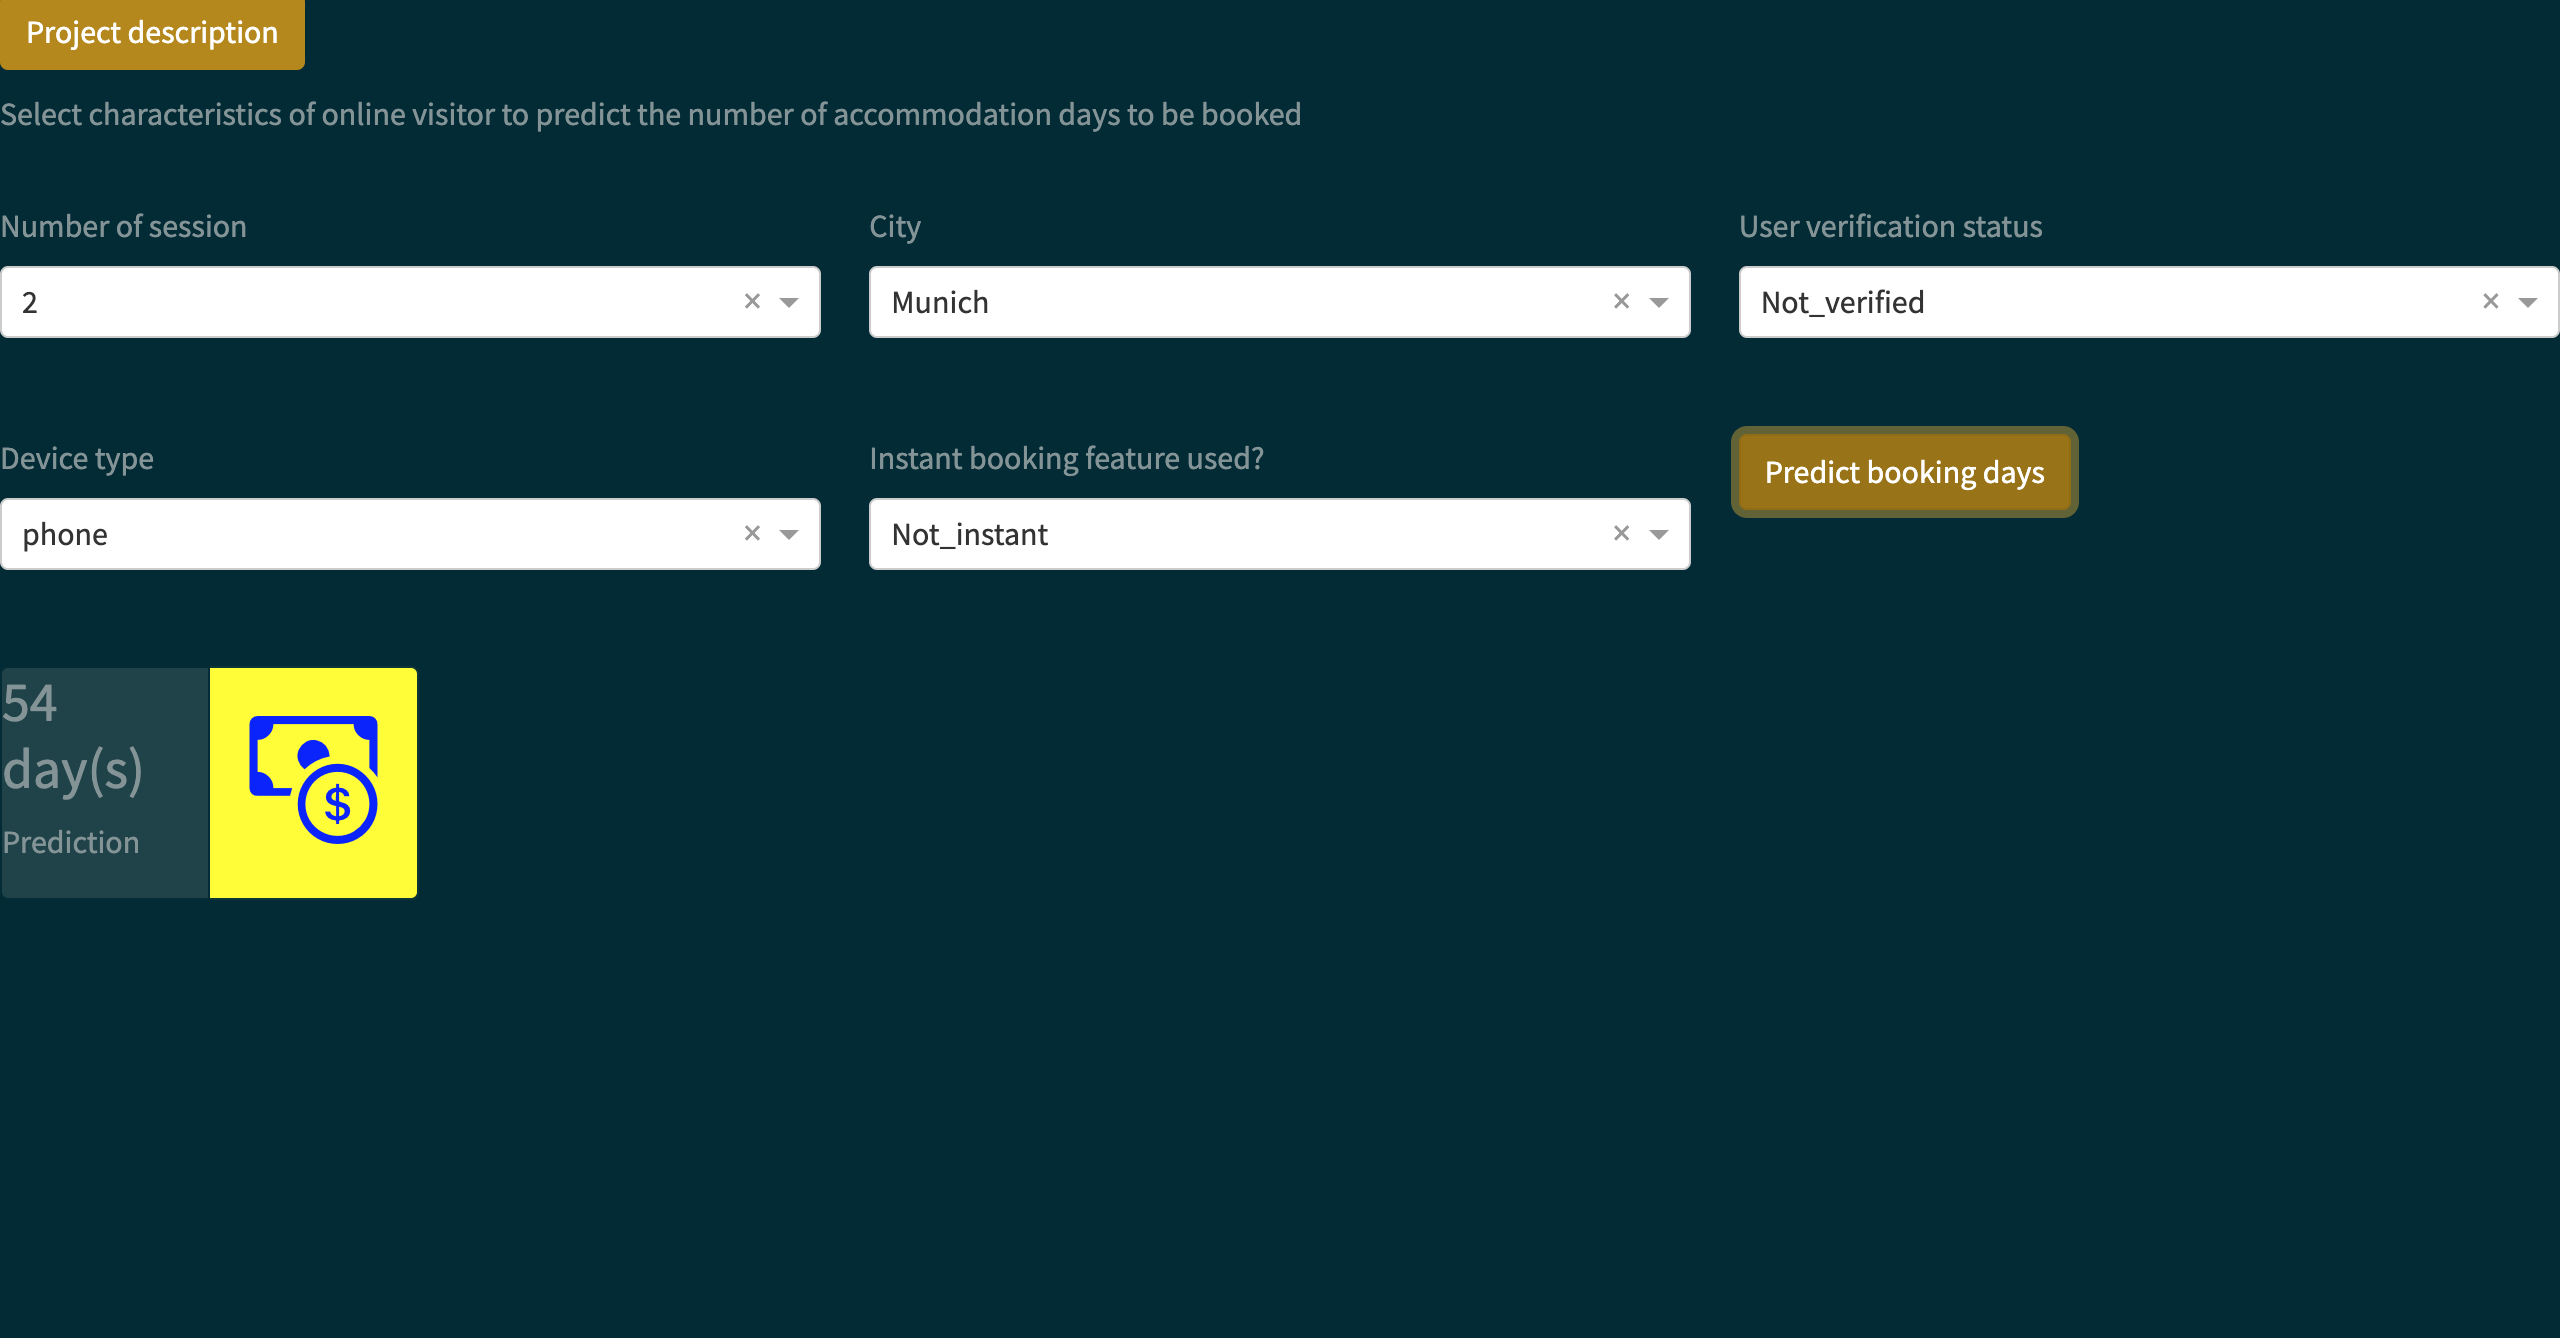 Project description
Select characteristics of online visitor to predict the number of accommodation days to be booked
Number of session
City
User verification status
2
Munich
Not_verified
Device type
Instant booking feature used?
Predict booking days
phone
Not_instant
54
day(s)
Prediction
$